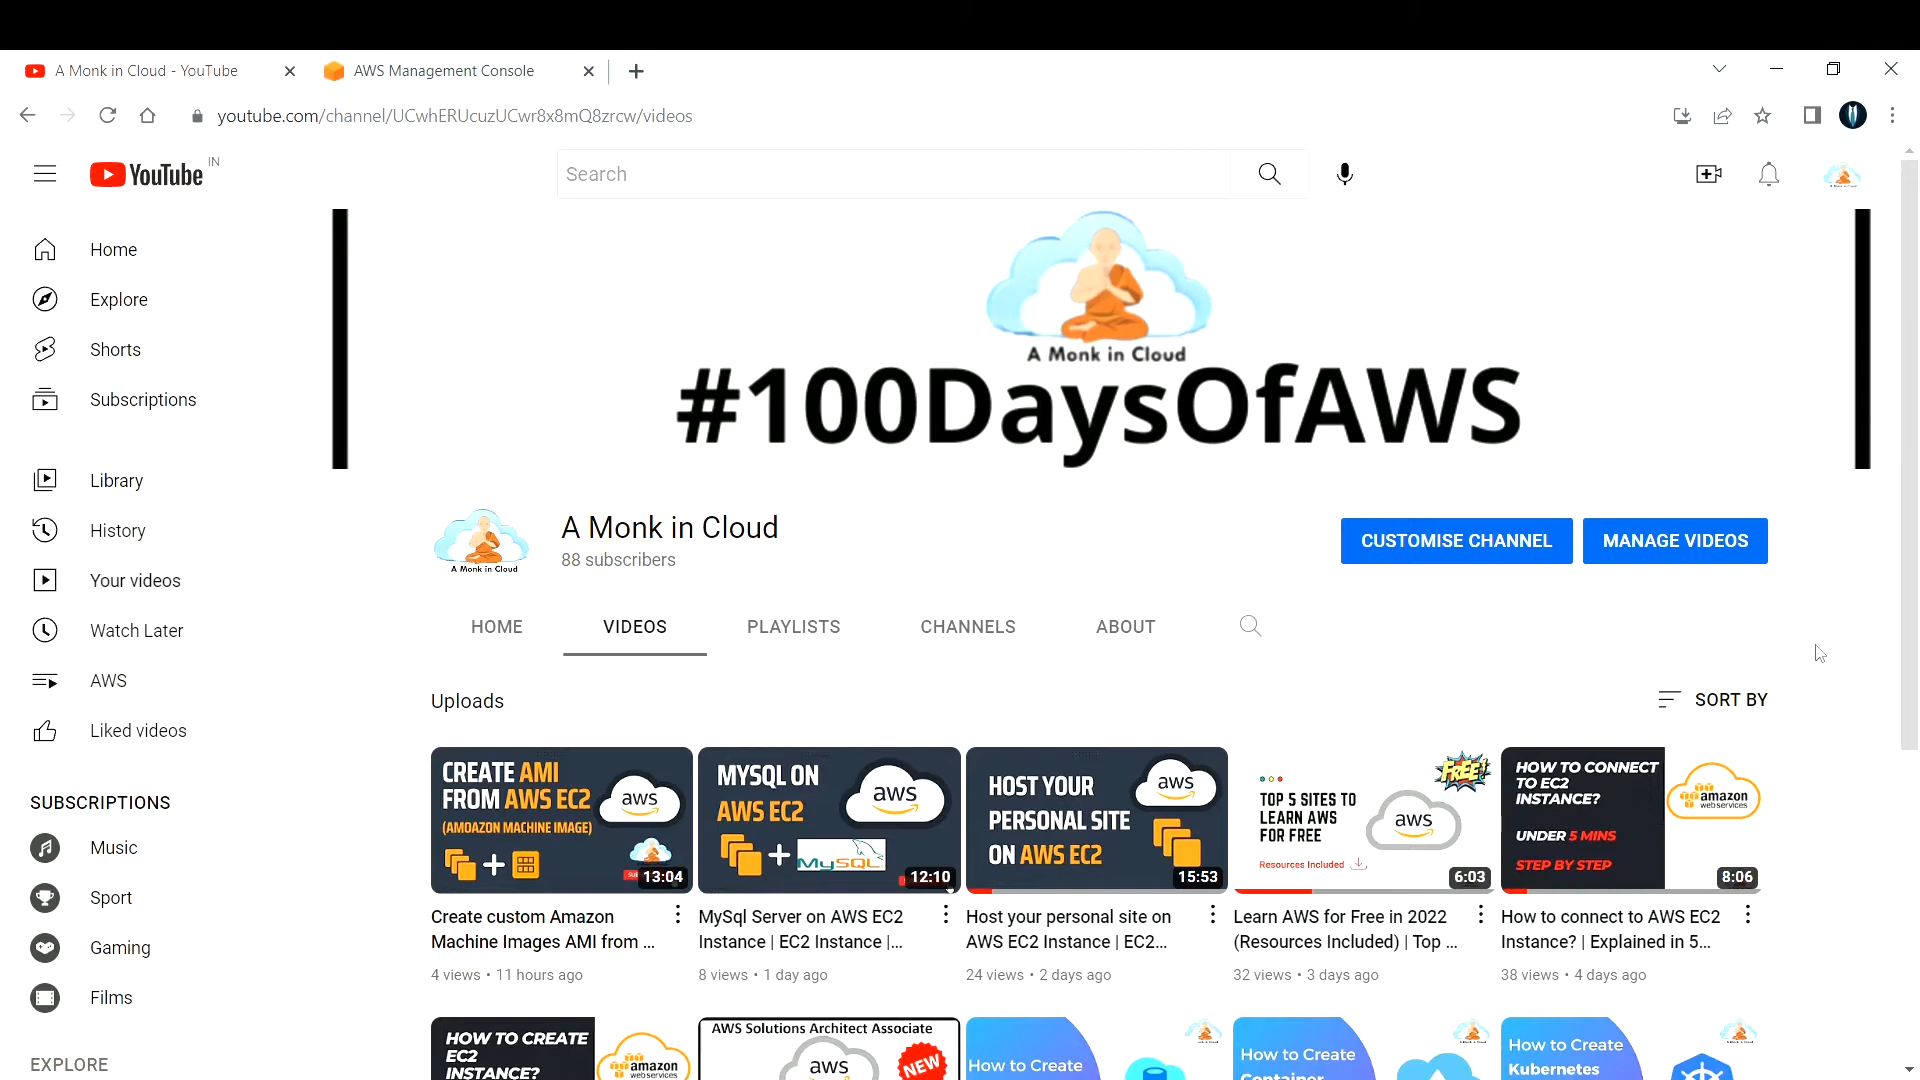 A Monk in Cloud - YouTube
AWS Management Console
youtube.com/channel/UCwhERUcuzUCwr8x8mQ8zrcw/videos
YouTube IN
Search
Home
Explore
Shorts
Subscriptions
Library
History
Your videos
Watch Later
AWS
Liked videos
SUBSCRIPTIONS
Music
Sport
Gaming
Films
EXPLORE
A Monk in Cloud
#100DaysOfAWS
A Monk in Cloud
A Monk in Cloud
88 subscribers
CUSTOMISE CHANNEL
MANAGE VIDEOS
HOME
VIDEOS
PLAYLISTS
CHANNELS
ABOUT
Uploads
SORT BY
CREATE AMI
FROM AWS EC2
(AMOAZON MACHINE IMAGE)
aws
13:04
Create custom Amazon
Machine Images AMI from ...
4 views • 11 hours ago
MYSQL ON
AWS EC2
aws
MySQL
12:10
MySql Server on AWS EC2
Instance | EC2 Instance |...
8 views • 1 day ago
HOST YOUR
PERSONAL SITE
ON AWS EC2
aws
15:53
Host your personal site on
AWS EC2 Instance | EC2...
24 views • 2 days ago
FREE!
TOP 5 SITES TO
LEARN AWS
FOR FREE
aws
Resources Included
6:03
Learn AWS for Free in 2022
(Resources Included) | Top ...
32 views • 3 days ago
HOW TO CONNECT
TO EC2
INSTANCE?
UNDER 5 MINS
STEP BY STEP
amazon
webservices
8:06
How to connect to AWS EC2
Instance? | Explained in 5...
38 views • 4 days ago
HOW TO CREATE
EC2
INSTANCE?
amazon
webservices
AWS Solutions Architect Associate
aws
NEW
How to Create
How to Create
Container
How to Create
Kubernetes